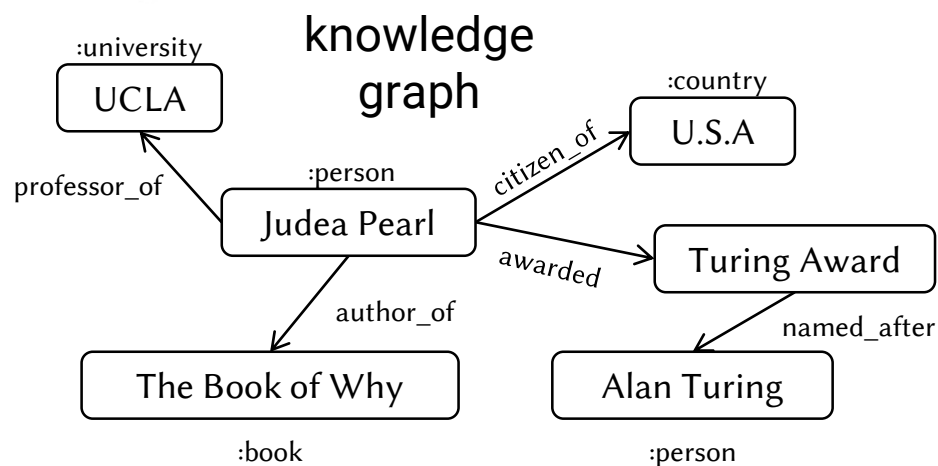 knowledge
graph
:university
UCLA
:country
U.S.A
professor_of
:person
citizen_of
Judea Pearl
awarded
Turing Award
author_of
named_after
The Book of Why
Alan Turing
:book
:person